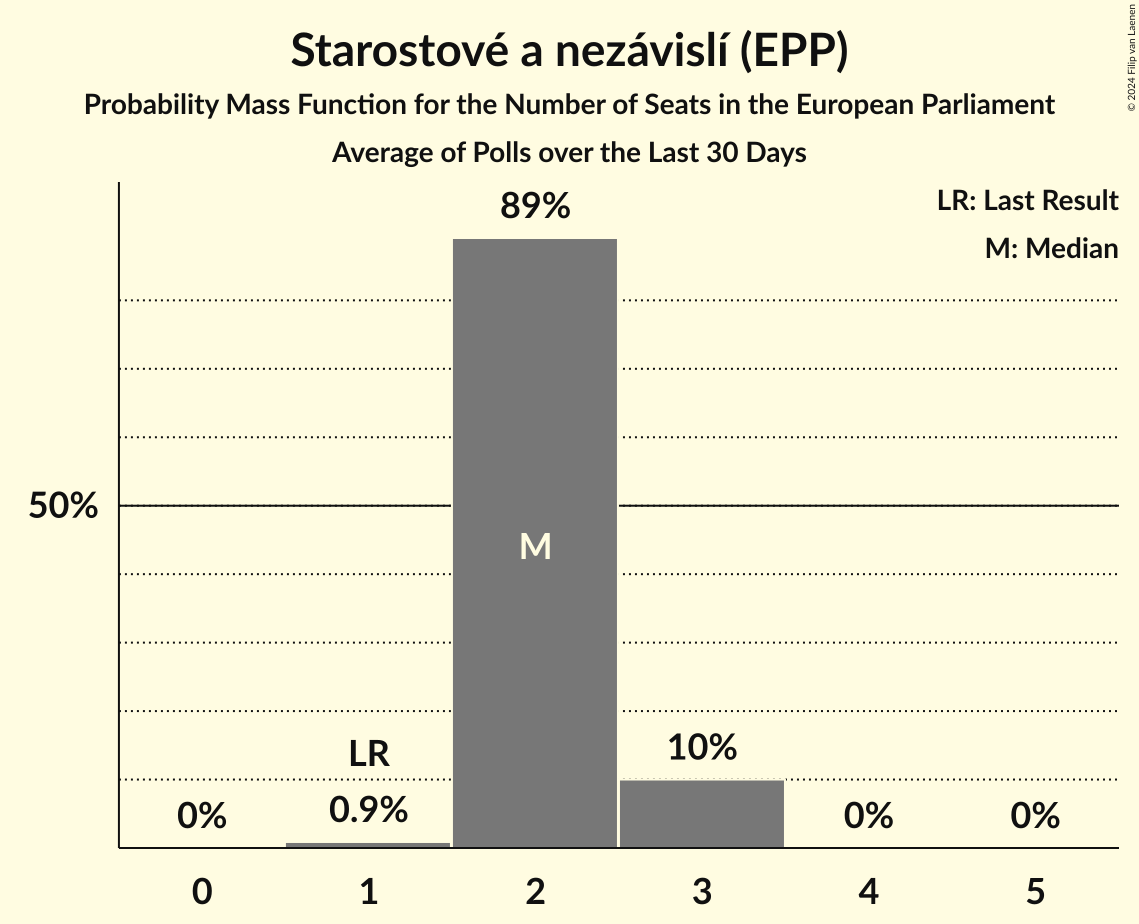 Starostové a nezávislí (EPP)
Probability Mass Function for the Number of Seats in the European Parliament
Average of Polls over the Last 30 Days
© 2024 Filip van Laenen
LR: Last Result
M: Median
89%
50%
M
LR
10%
0%
0.9%
0%
0%
0
1
2
3
4
5